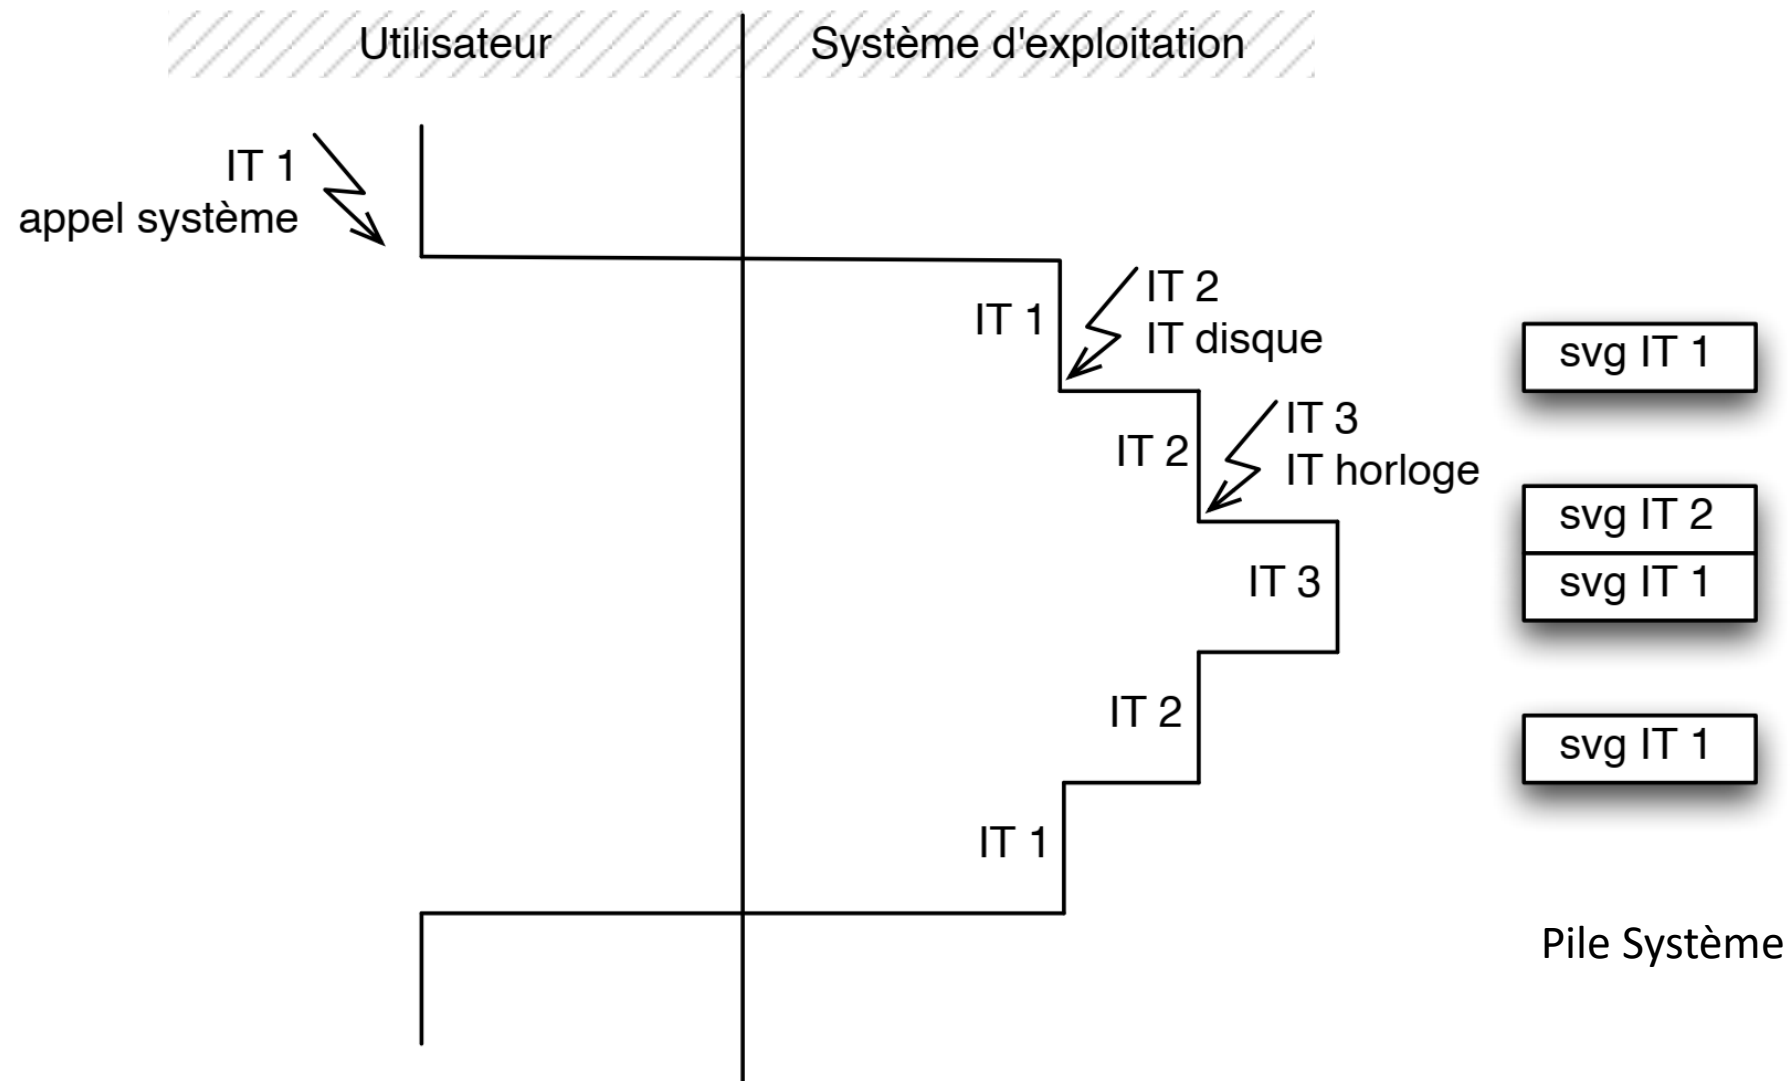 Utilisateur
Système d'exploitation
IT 1
appel système
IT 1
IT 2
IT disque
svg IT 1
IT 2
IT 3
IT horloge
svg IT 2
IT 3
svg IT 1
IT 2
svg IT 1
IT 1
Pile Système